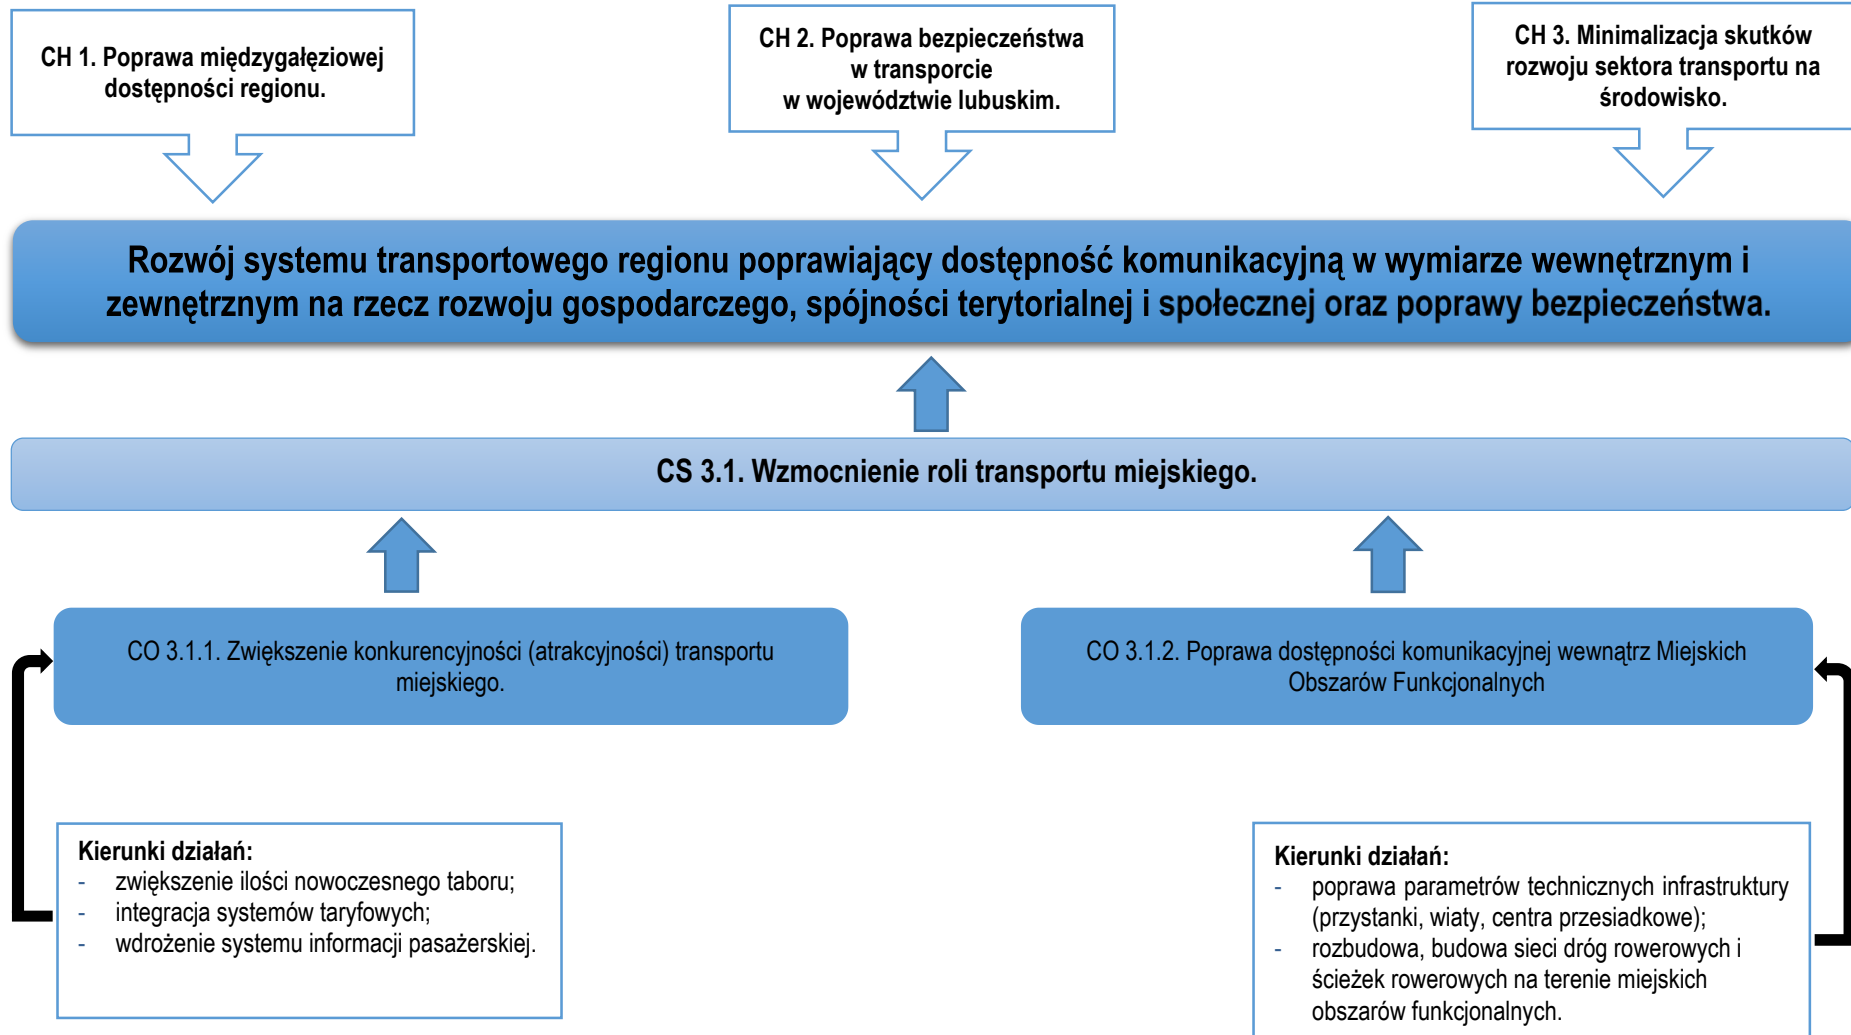 CH 1. Poprawa międzygałęziowej
dostępności regionu.
CH 2. Poprawa bezpieczeństwa
w transporcie
w województwie lubuskim.
CH 3. Minimalizacja skutków
rozwoju sektora transportu na
środowisko.
Rozwój systemu transportowego regionu poprawiający dostępność komunikacyjną w wymiarze wewnętrznym i
zewnętrznym na rzecz rozwoju gospodarczego, spójności terytorialnej i społecznej oraz poprawy bezpieczeństwa.
CS 3.1. Wzmocnienie roli transportu miejskiego.
CO 3.1.1. Zwiększenie konkurencyjności (atrakcyjności) transportu
miejskiego.
CO 3.1.2. Poprawa dostępności komunikacyjnej wewnątrz Miejskich
Obszarów Funkcjonalnych
Kierunki działań:
- zwiększenie ilości nowoczesnego taboru;
- integracja systemów taryfowych;
- wdrożenie systemu informacji pasażerskiej.
Kierunki działań:
- poprawa parametrów technicznych infrastruktury
(przystanki, wiaty, centra przesiadkowe);
- rozbudowa, budowa sieci dróg rowerowych i
ścieżek rowerowych na terenie miejskich
obszarów funkcjonalnych.